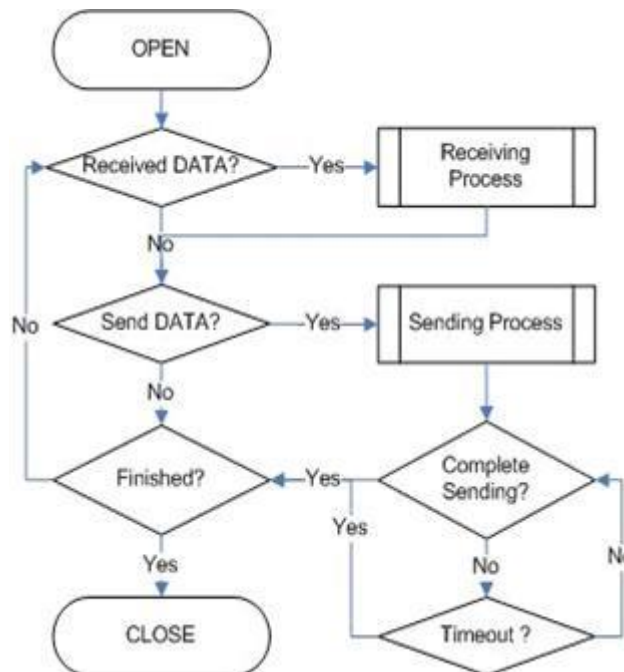 OPEN
Received DATA?
Yes
Receiving
Process
No
Send DATA?
Yes
Sending Process
No
No
Finished?
Yes
Complete
Sending?
Yes
No
No
Yes
CLOSE
Timeout ?